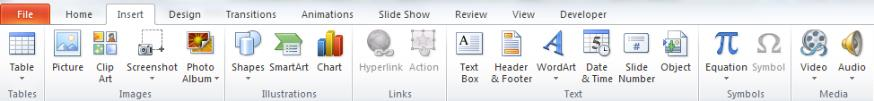 File Home Insert Design Transitions Animations Slide Show Review View Developer
Table Picture Clip Art Screenshot Photo Album Shapes SmartArt Chart Hyperlink Action A Text Box Header & Footer A WordArt 5 Date & Time # Slide Number Object π Equation Ω Symbol Video Audio
Tables Images Illustrations Links Text Symbols Media